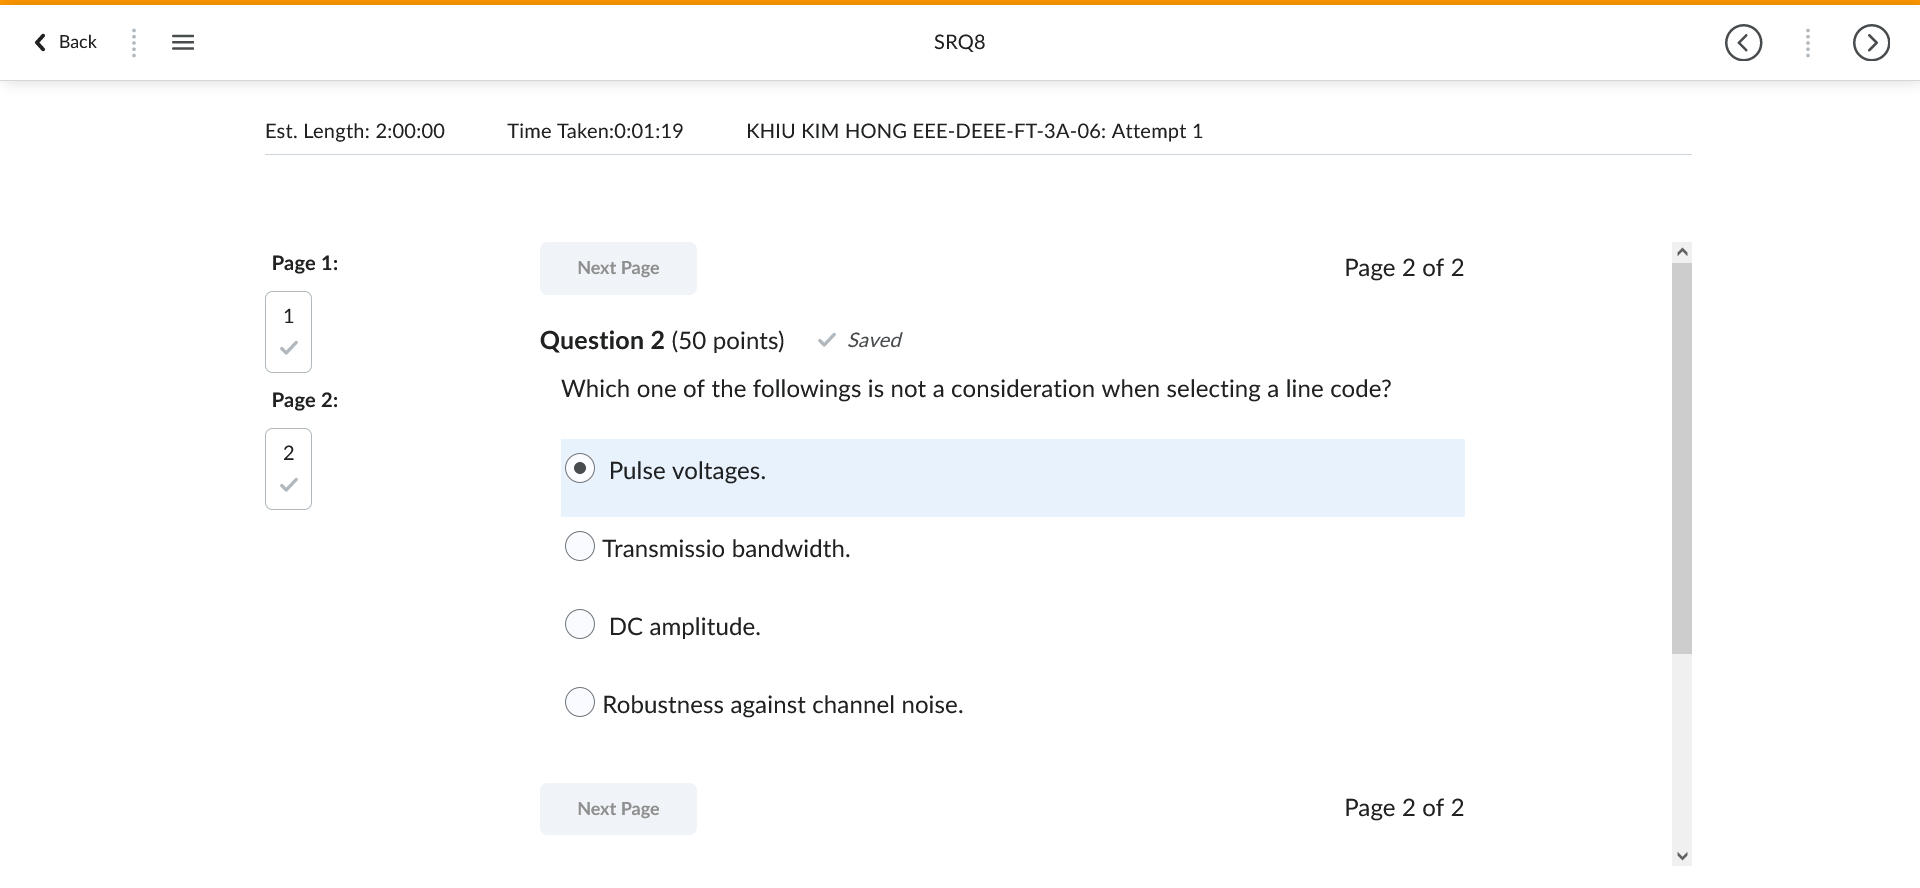 Back
SRQ8
Est. Length: 2:00:00 Time Taken:0:01:19 KHIU KIM HONG EEE-DEEE-FT-3A-06: Attempt 1
Page 1:
1
Page 2:
2
Next Page Page 2 of 2
Question 2 (50 points) Saved
Which one of the followings is not a consideration when selecting a line code?
Pulse voltages.
Transmissio bandwidth.
DC amplitude.
Robustness against channel noise.
Next Page Page 2 of 2